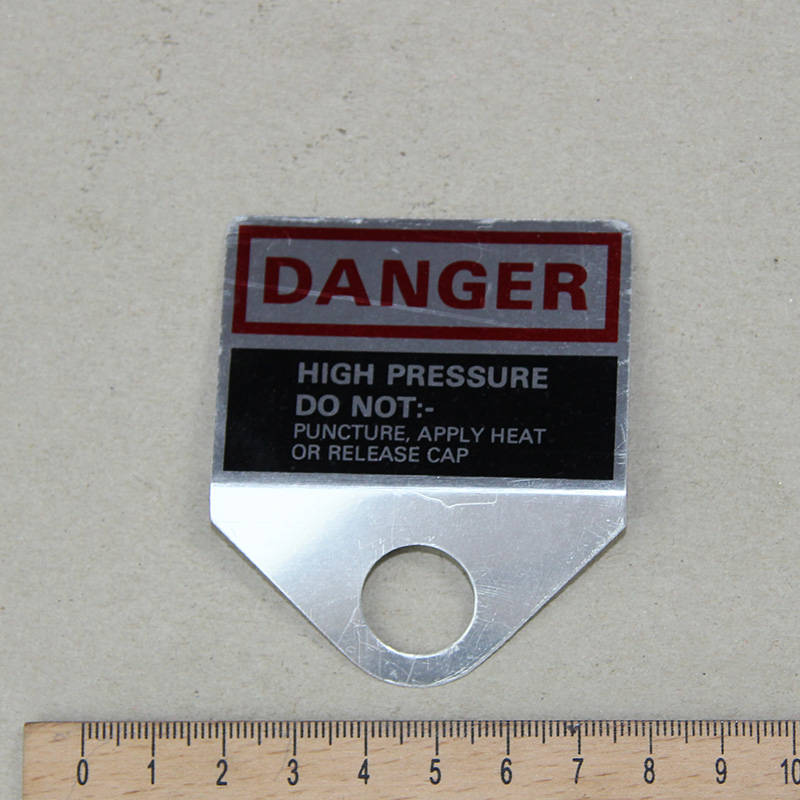 DANGER
HIGH PRESSURE
DO NOT:-
PUNCTURE, APPLY HEAT
OR RELEASE CAP
0 1 2 3 4 5 6 7 8 9 10